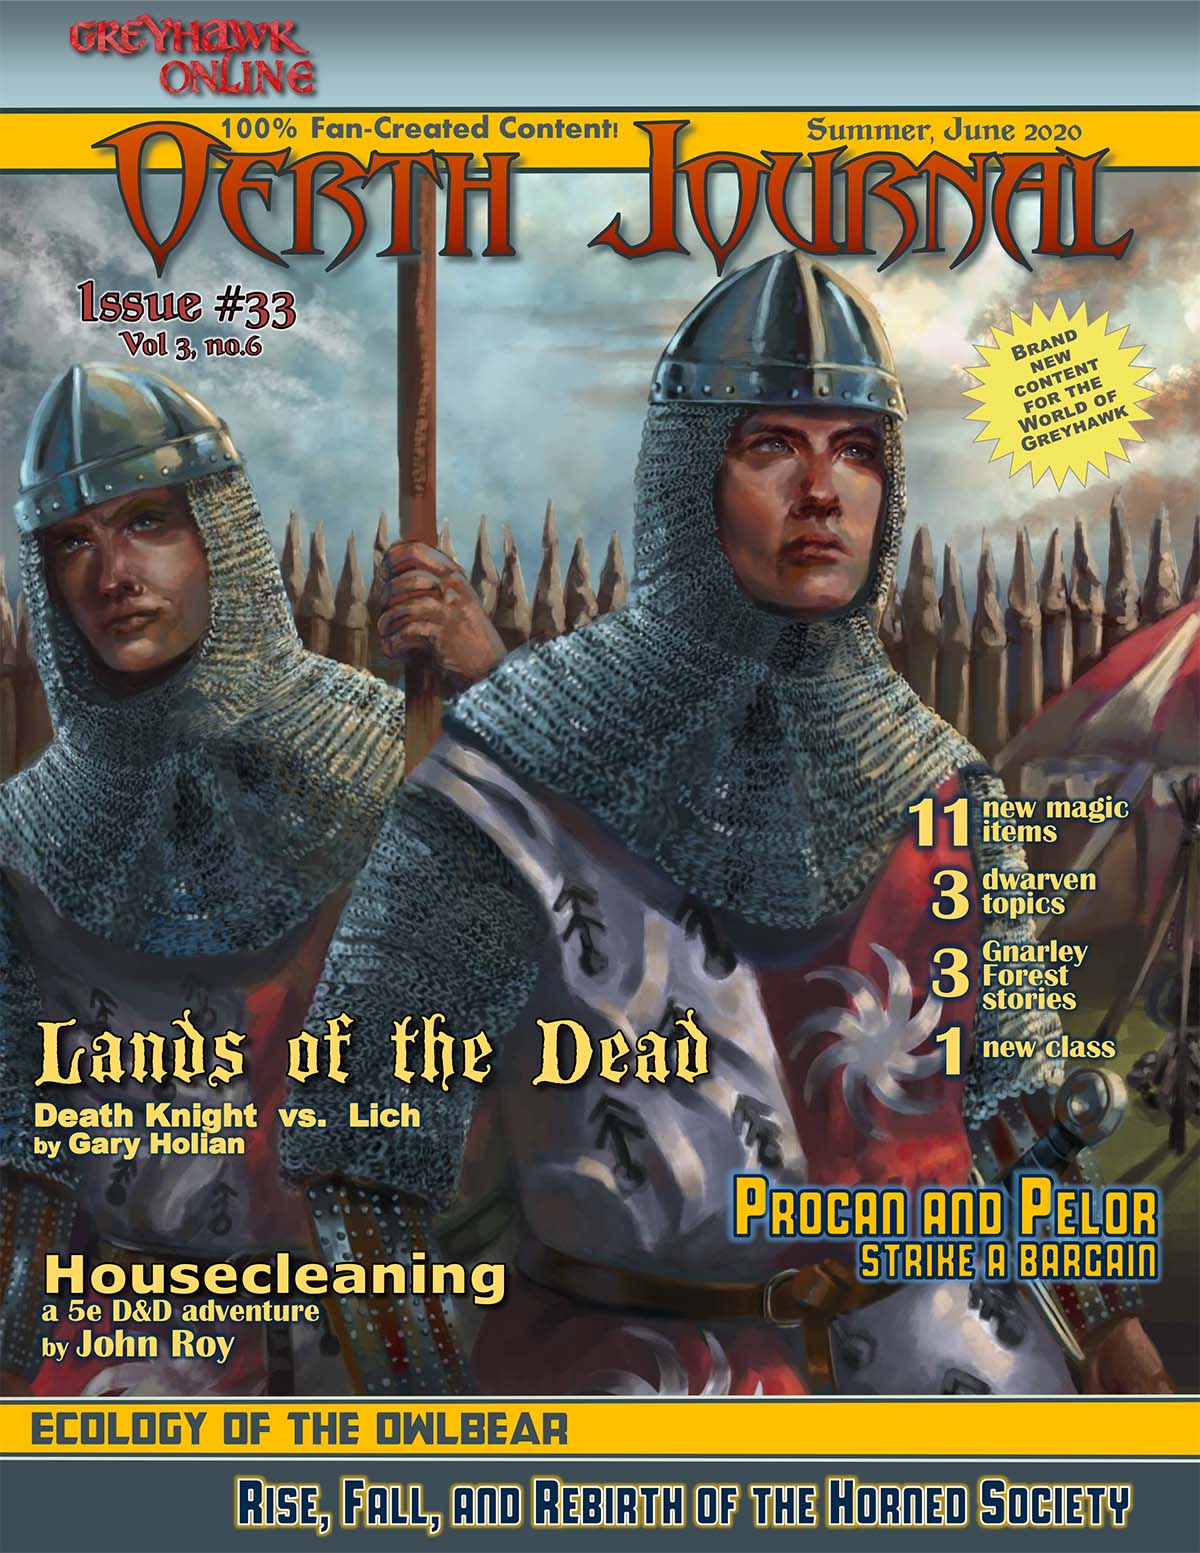 GREYHAWK
ONLINE
100% Fan-Created Content!
Summer, June 2020
OERTH JOURNAL
Issue #33
Vol 3, no.6
BRAND
NEW
CONTENT
FOR THE
WORLD OF
GREYHAWK
11 new magic
items
3 dwarven
topics
3 Gnarley
Forest
stories
1 new class
Lands of the Dead
Death Knight vs. Lich
by Gary Holian
PROCAN AND PELOR
STRIKE A BARGAIN
Housecleaning
a 5e D&D adventure
by John Roy
ECOLOGY OF THE OWLBEAR
RISE, FALL, AND REBIRTH OF THE HORNED SOCIETY